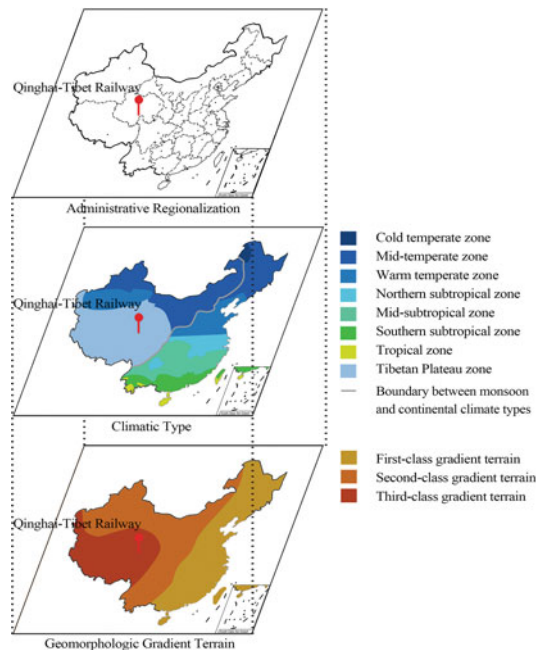 Qinghai-Tibet Railway
Administrative Regionalization
Qinghai-Tibet Railway
Climatic Type
Cold temperate zone
Mid-temperate zone
Warm temperate zone
Northern subtropical zone
Mid-subtropical zone
Southern subtropical zone
Tropical zone
Tibetan Plateau zone
Boundary between monsoon
and continental climate types
Qinghai-Tibet Railway
Geomorphologic Gradient Terrain
First-class gradient terrain
Second-class gradient terrain
Third-class gradient terrain